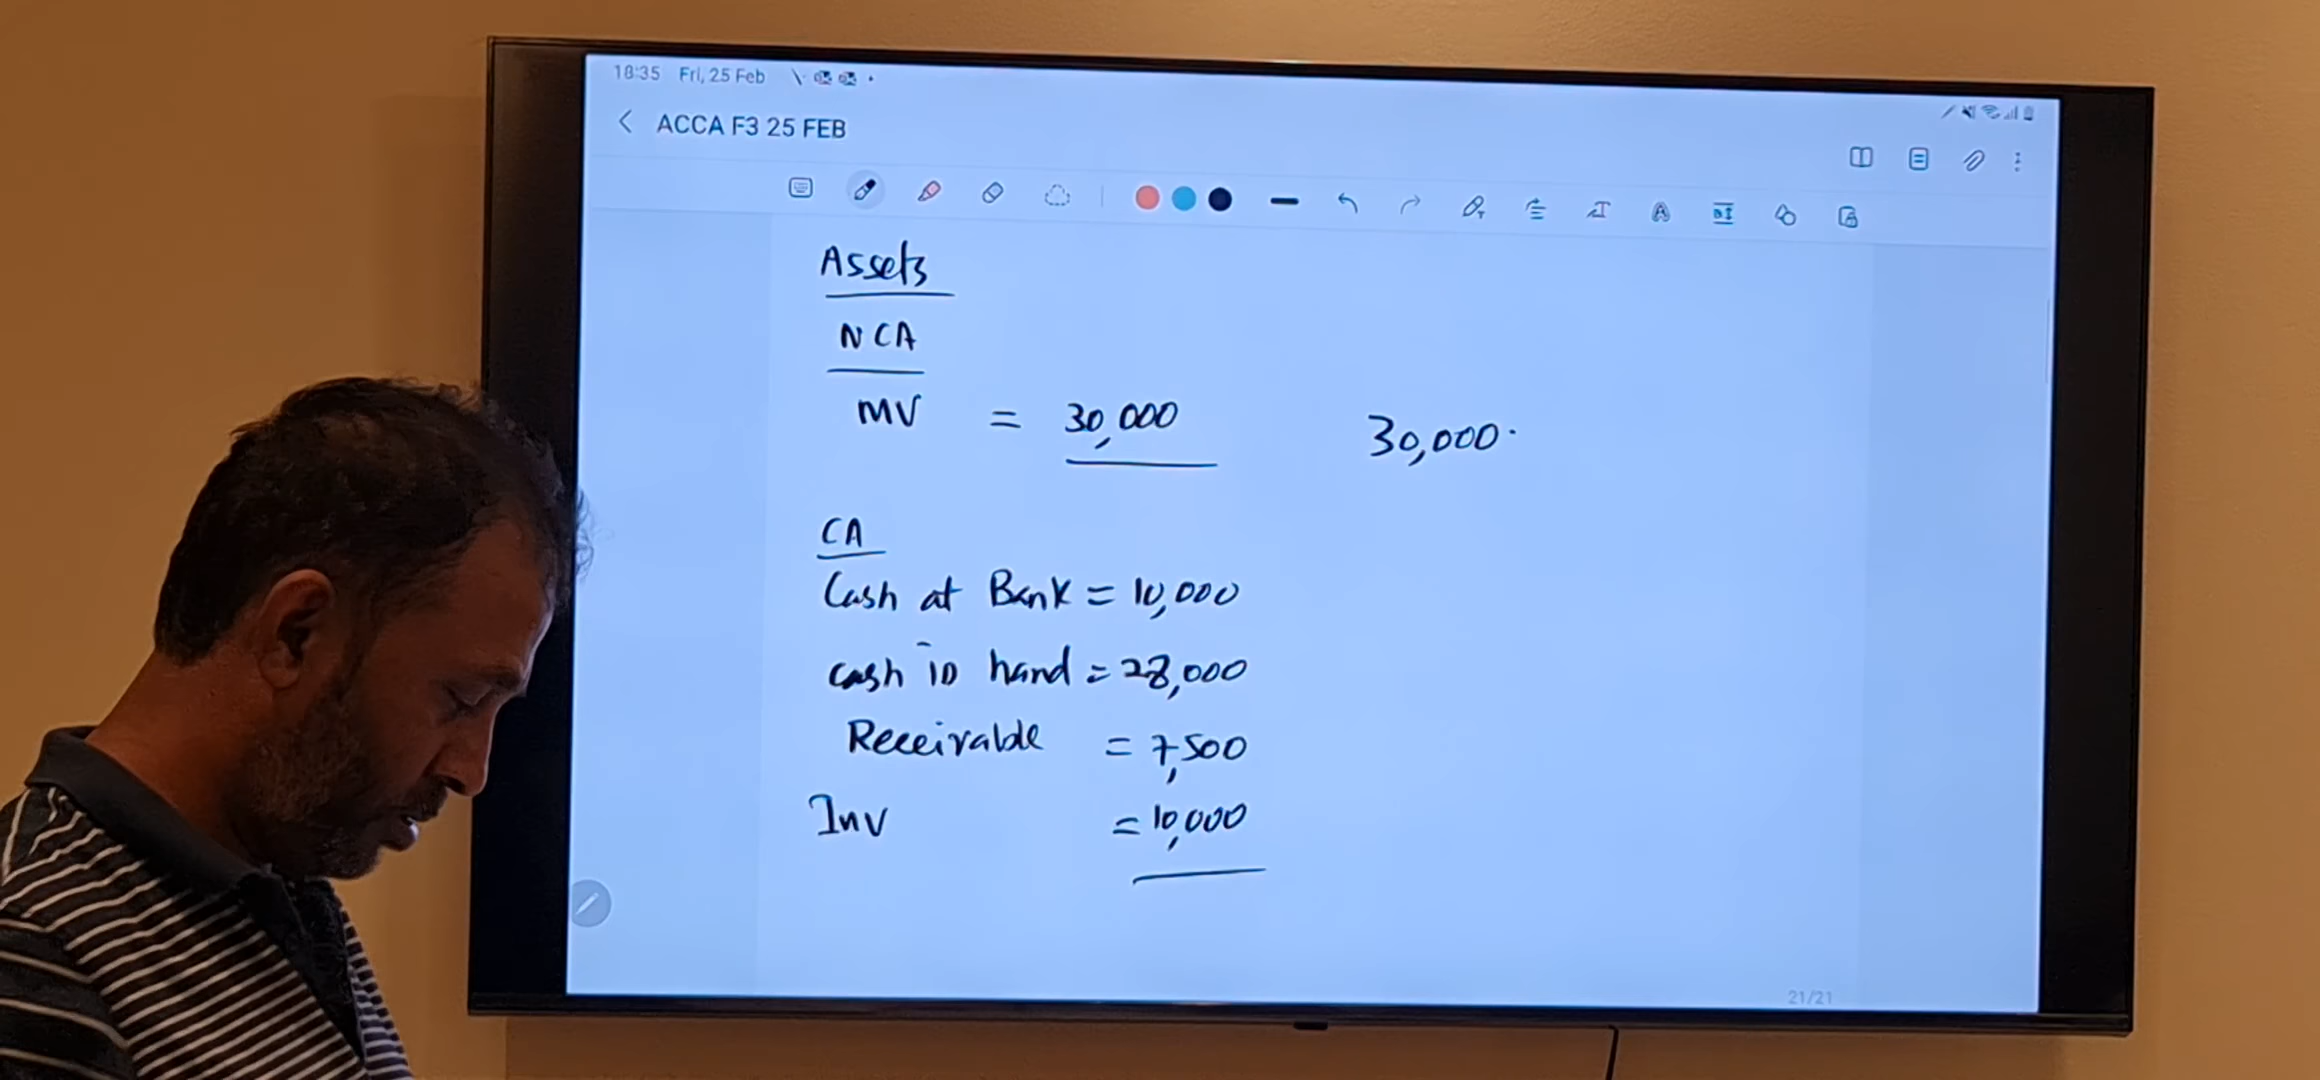 18:35 Fri, 25 Feb
ACCA F3 25 FEB
Assets
NCA
MV = 30,000 30,000.
CA
Cash at Bank = 10,000
cash in hand = 28,000
Receivable = 7,500
Inv = 10,000
21/21